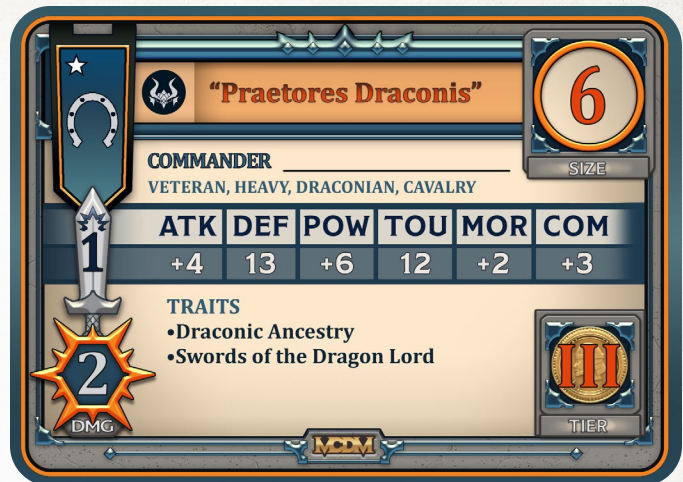 “Praetores Draconis”
6
SIZE
COMMANDER
VETERAN, HEAVY, DRACONIAN, CAVALRY
ATK DEF POW TOU MOR COM
+4 13 +6 12 +2 +3
1
TRAITS
•Draconic Ancestry
•Swords of the Dragon Lord
2
DMG
III
TIER
MCDM